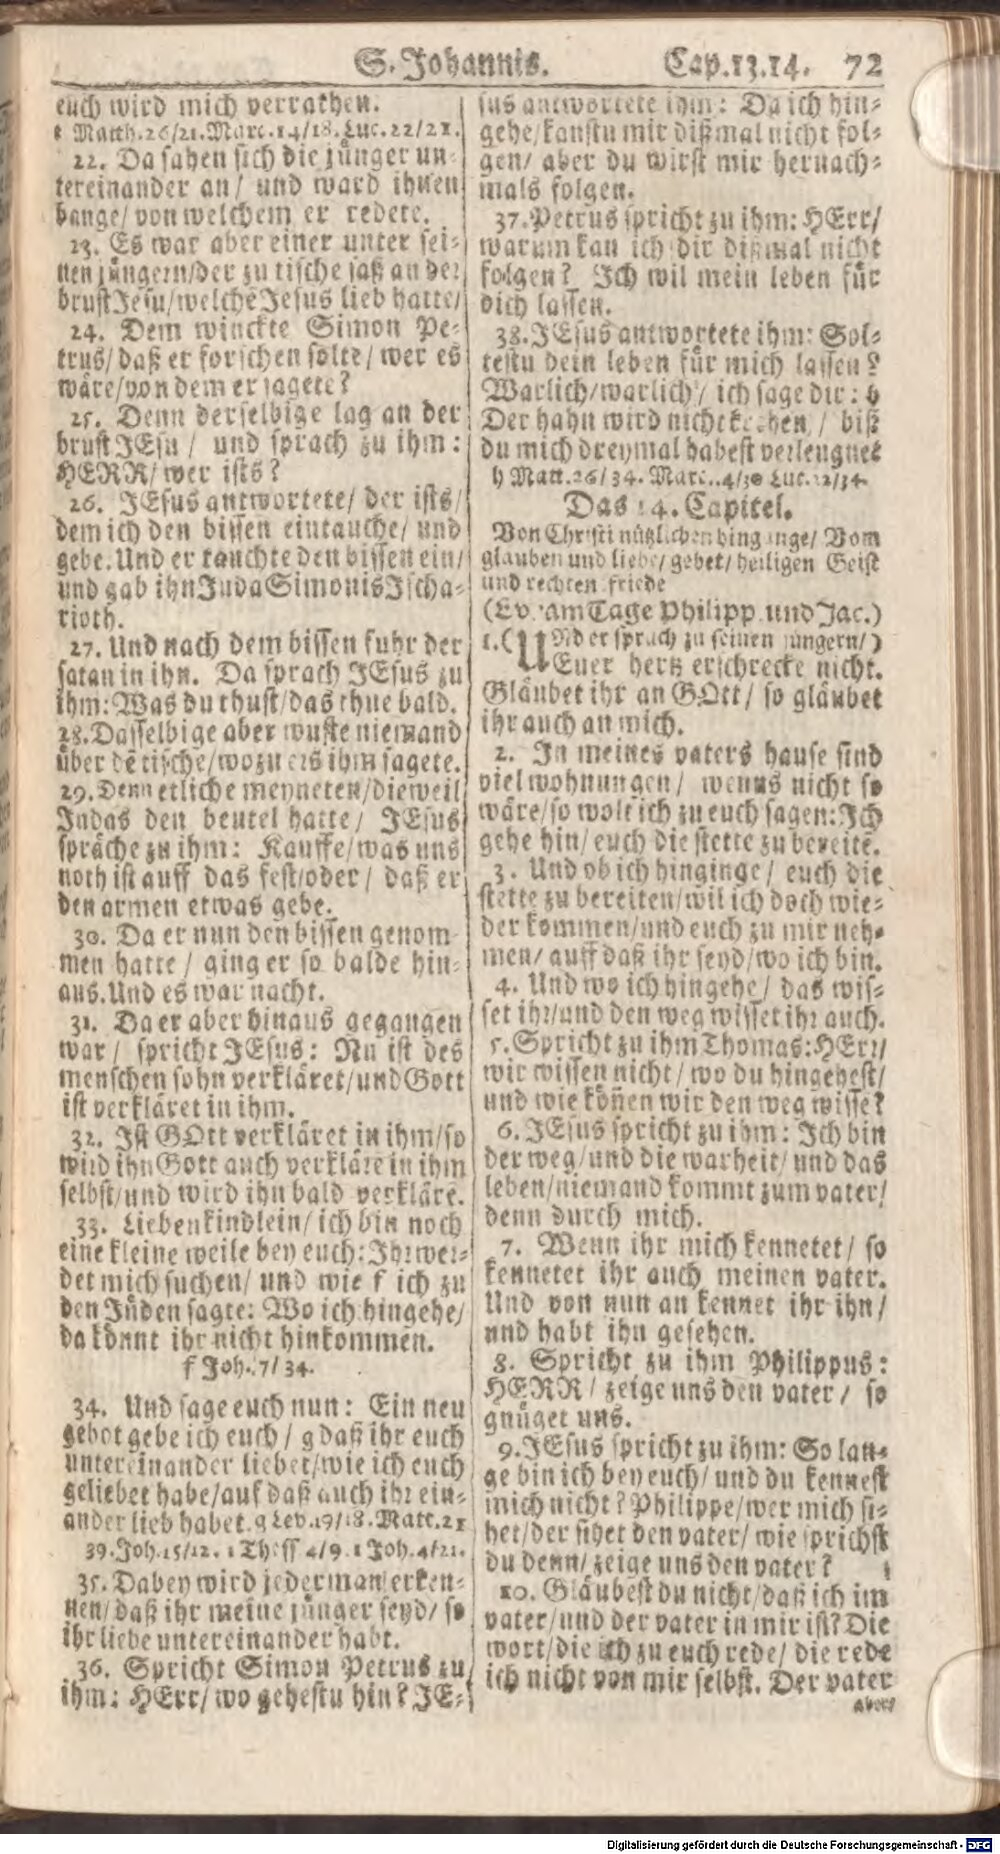 S. Johannis. Cap.13.14. 72
euch wird mich verrathen.
e Matth.26/21. Marc.14/18. Luc.22/21.
22. Da sahen sich die jünger un-
tereinander an/ und ward ihnen
bange/ von welchem er redete.
23. Es war aber einer unter sei-
nen jüngern/der zu tische saß an der
brust Jesu/welchē Jesus lieb hatte/
24. Dem winckte Simon Pe-
trus/ daß er forschen solte/ wer es
wäre/von dem er sagete?
25. Denn derselbige lag an der
brust JEsu/ und sprach zu ihm:
HERR/ wer ists?
26. JEsus antwortete/ der ists/
dem ich den bissen eintauche/ und
gebe. Und er tauchte den bissen ein/
und gab ihn Juda Simonis Ischa-
rioth.
27. Und nach dem bissen fuhr der
satan in ihn. Da sprach JEsus zu
ihm: Was du thust/das thue bald.
28. Dasselbige aber wuste niemand
über dē tische/wozu ers ihm sagete.
29. Denn etliche meyneten/dieweil
Judas den beutel hatte/ JEsus
spräche zu ihm: Kauffe/was uns
noth ist auff das fest/oder/ daß er
den armen etwas gebe.
30. Da er nun den bissen genom-
men hatte/ ging er so balde hin-
aus. Und es war nacht.
31. Da er aber hinaus gegangen
war/ spricht JEsus: Nu ist des
menschen sohn verkläret/und Gott
ist verkläret in ihm.
32. Ist GOtt verkläret in ihm/so
wird ihn Gott auch verkläre in ihm
selbst/und wird ihn bald verkläre.
33. Lieben kindlein/ ich bin noch
eine kleine weile bey euch: Ihr wer-
det mich suchen/ und wie f ich zu
den Jüden sagte: Wo ich hingehe/
da könnt ihr nicht hinkommen.
f Joh.7/34.
34. Und sage euch nun: Ein neu
gebot gebe ich euch/ g daß ihr euch
untereinander liebet/wie ich euch
geliebet habe/auf daß auch ihr ein-
ander lieb habet. g Lev.19/18. Matt.22
39. Joh.15/12. 1 Thess 4/9. 1 Joh.4/21.
35. Dabey wird jederman erken-
nen/daß ihr meine jünger seyd/ so
ihr liebe untereinander habt.
36. Spricht Simon Petrus zu
ihm: HErr/ wo gehestu hin? JE-
sus antwortete ihm: Da ich hin-
gehe/kanstu mir dißmal nicht fol-
gen/ aber du wirst mir hernach-
mals folgen.
37. Petrus spricht zu ihm: HErr/
warum kan ich dir dißmal nicht
folgen? Ich wil mein leben für
dich lassen.
38. JEsus antwortete ihm: Sol-
testu dein leben für mich lassen?
Warlich/warlich/ ich sage dir: h
Der hahn wird nicht krehen/ biß
du mich dreymal habest verleugnet
h Matt.26/34. Marc.14/30 Luc.22/34.
Das 14. Capitel.
Von Christi nützlichen hingange/ Vom
glauben und liebe/ gebet/ heiligen Geist
und rechten friede
(Ev. am Tage Philipp. und Jac.)
1. (UNd er sprach zu seinen jüngern/)
Euer hertz erschrecke nicht.
Gläubet ihr an GOtt/ so gläubet
ihr auch an mich.
2. In meines vaters hause sind
viel wohnungen/ wenns nicht so
wäre/so wolt ich zu euch sagen: Ich
gehe hin/ euch die stette zu bereitē.
3. Und ob ich hinginge/ euch die
stette zu bereiten/wil ich doch wie-
der kommen/und euch zu mir neh-
men/ auff daß ihr seyd/wo ich bin.
4. Und wo ich hingehe/ das wis-
set ihr/und den weg wisset ihr auch.
5. Spricht zu ihm Thomas: HErr/
wir wissen nicht/ wo du hingehest/
und wie kōñen wir den weg wisse?
6. JEsus spricht zu ihm: Ich bin
der weg/und die warheit/ und das
leben/niemand kommt zum vater/
denn durch mich.
7. Wenn ihr mich kennetet/ so
kennetet ihr auch meinen vater.
Und von nun an kennet ihr ihn/
und habt ihn gesehen.
8. Spricht zu ihm Philippus:
HERR/ zeige uns den vater/ so
gnüget uns.
9. JEsus spricht zu ihm: So lan-
ge bin ich bey euch/ und du kennest
mich nicht? Philippe/wer mich si-
het/der sihet den vater/ wie sprichst
du denn/ zeige uns den vater?
10. Gläubest du nicht/daß ich im
vater/und der vater in mir ist? Die
wort/die ich zu euch rede/ die rede
ich nicht von mir selbst. Der vater
aber/
Digitalisierung gefördert durch die Deutsche Forschungsgemeinschaft - DFG